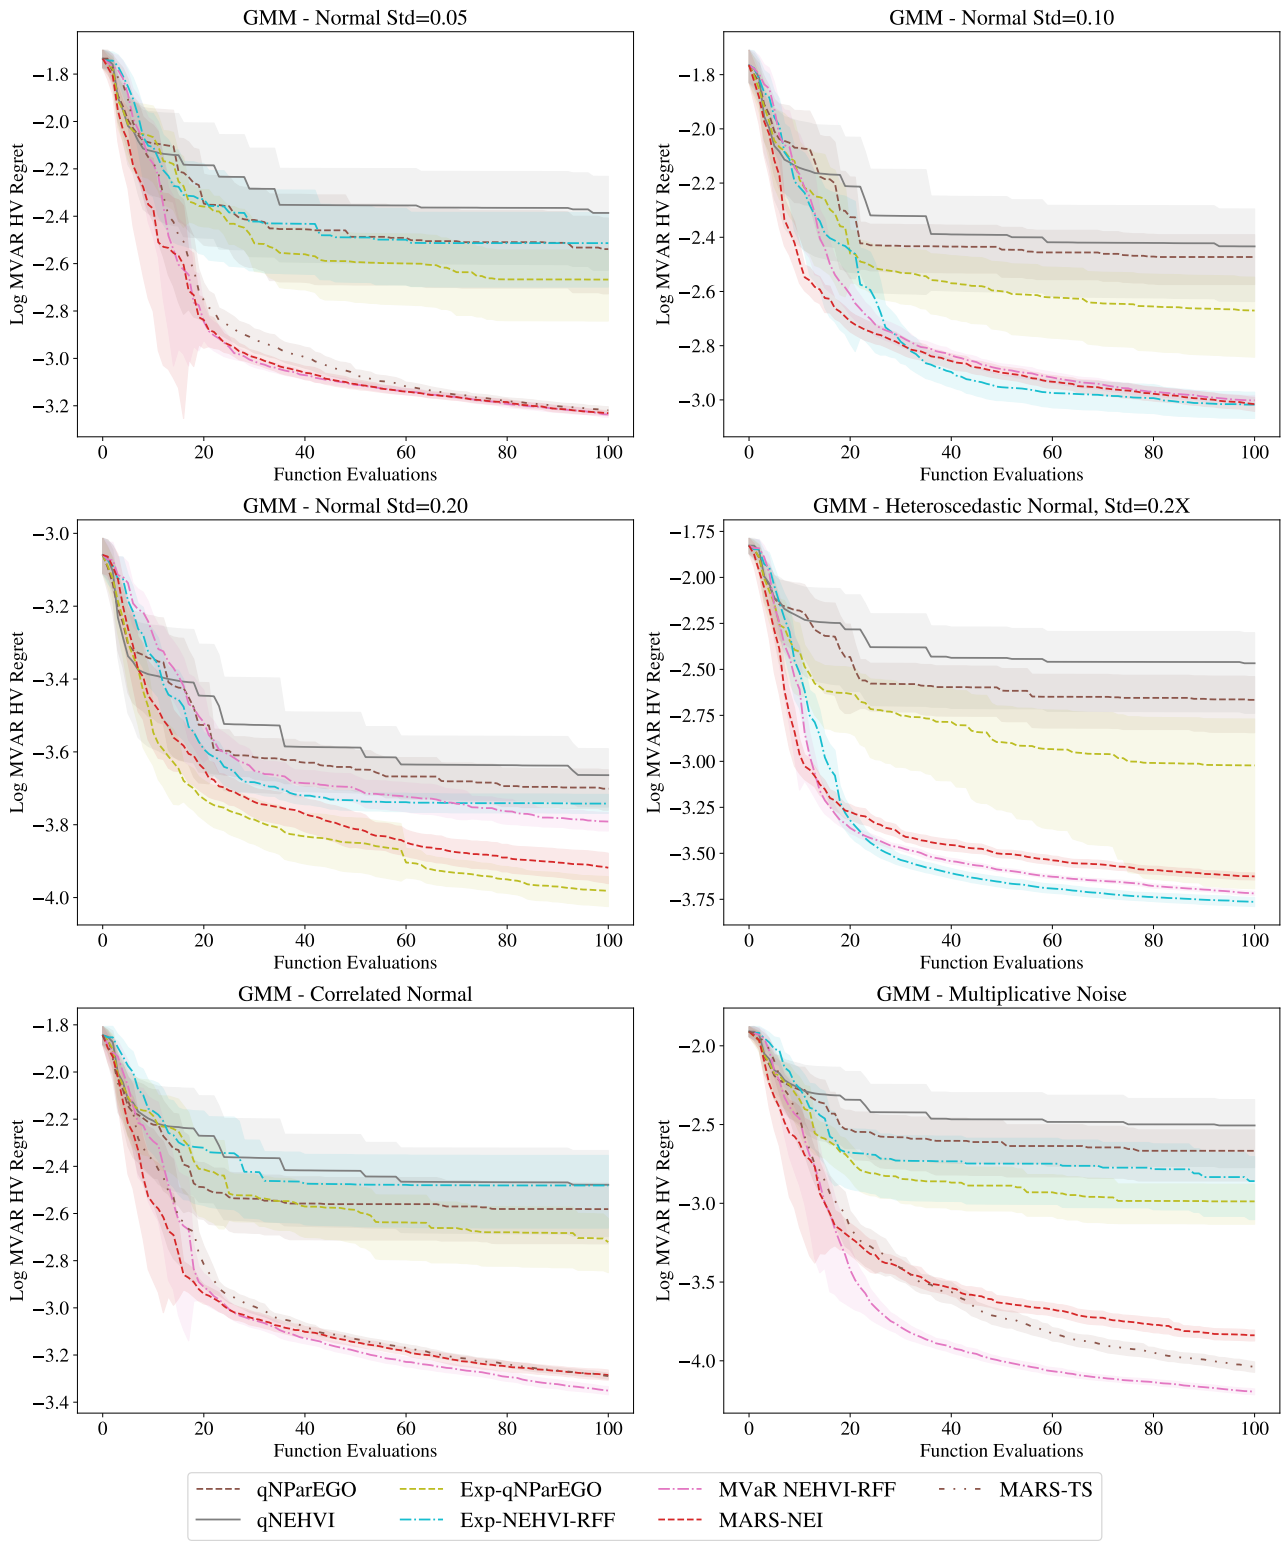 GMM - Normal Std=0.05
Log MVAR HV Regret
−1.8
−2.0
−2.2
−2.4
−2.6
−2.8
−3.0
−3.2
0 20 40 60 80 100
Function Evaluations
GMM - Normal Std=0.10
Log MVAR HV Regret
−1.8
−2.0
−2.2
−2.4
−2.6
−2.8
−3.0
0 20 40 60 80 100
Function Evaluations
GMM - Normal Std=0.20
Log MVAR HV Regret
−3.0
−3.2
−3.4
−3.6
−3.8
−4.0
0 20 40 60 80 100
Function Evaluations
GMM - Heteroscedastic Normal, Std=0.2X
Log MVAR HV Regret
−1.75
−2.00
−2.25
−2.50
−2.75
−3.00
−3.25
−3.50
−3.75
0 20 40 60 80 100
Function Evaluations
GMM - Correlated Normal
Log MVAR HV Regret
−1.8
−2.0
−2.2
−2.4
−2.6
−2.8
−3.0
−3.2
−3.4
0 20 40 60 80 100
Function Evaluations
GMM - Multiplicative Noise
Log MVAR HV Regret
−2.0
−2.5
−3.0
−3.5
−4.0
0 20 40 60 80 100
Function Evaluations
qNParEGO Exp-qNParEGO MVaR NEHVI-RFF MARS-TS
qNEHVI Exp-NEHVI-RFF MARS-NEI